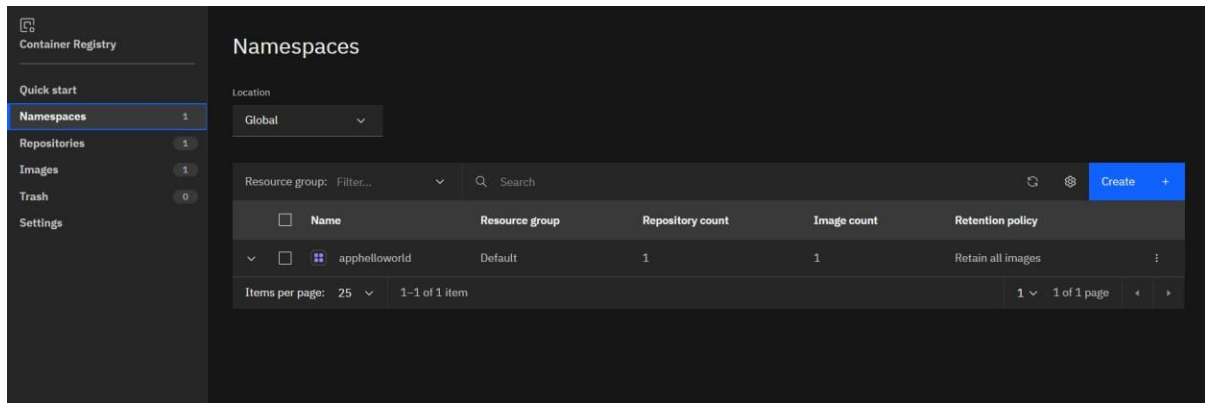 Container Registry
Quick start
Namespaces 1
Repositories 1
Images 1
Trash 0
Settings
Namespaces
Location
Global
Resource group: Filter... Search Create +
Name Resource group Repository count Image count Retention policy
apphelloworld Default 1 1 Retain all images
Items per page: 25 1–1 of 1 item 1 1 of 1 page